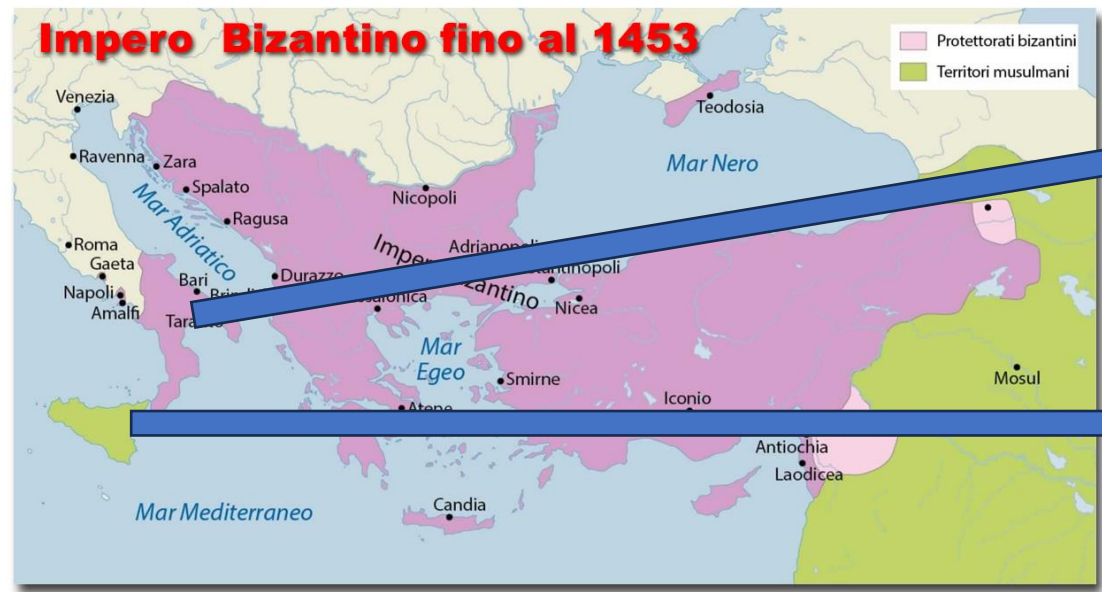 Impero Bizantino fino al 1453
Protettorati bizantini
Territori musulmani
Venezia
Teodosia
Ravenna
Zara
Mar Nero
Spalato
Nicopoli
Mar Adriatico
Ragusa
Roma
Gaeta
Bari
Durazzo
Napoli
Nicea
Amalfi
Mar
Egeo
Smirne
Mosul
Iconio
Atene
Antiochia
Laodicea
Candia
Mar Mediterraneo